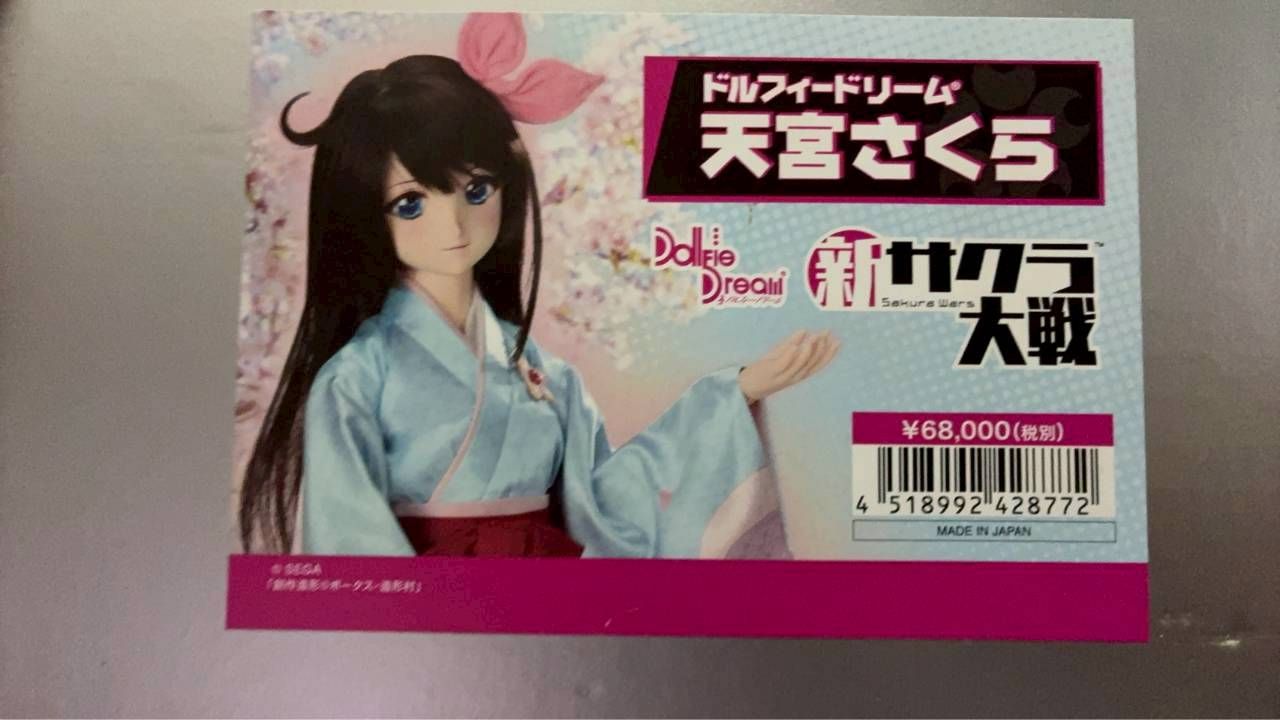 ドルフィードリーム®
天宮さくら
Dollfie
Dream®
ドルフィードリーム
新サクラ™
Sakura Wars
大戦
¥68,000(税別)
4 518992 428772
MADE IN JAPAN
© SEGA
「創作造形©ボークス・造形村」